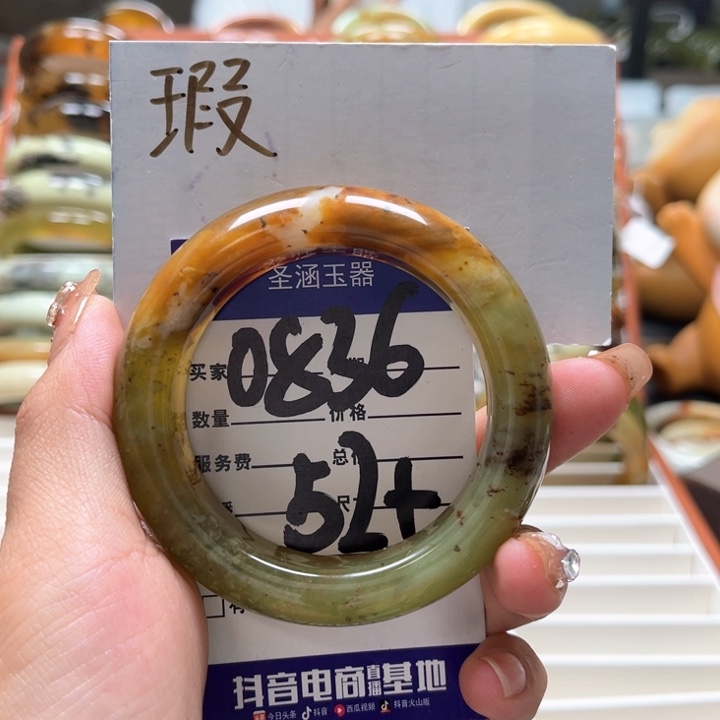 瑕
圣涵玉器
0836
买家
数量 价格
服务费 总价
52+
尺
抖音电商直播基地
今日头条 抖音 西瓜视频 抖音火山版